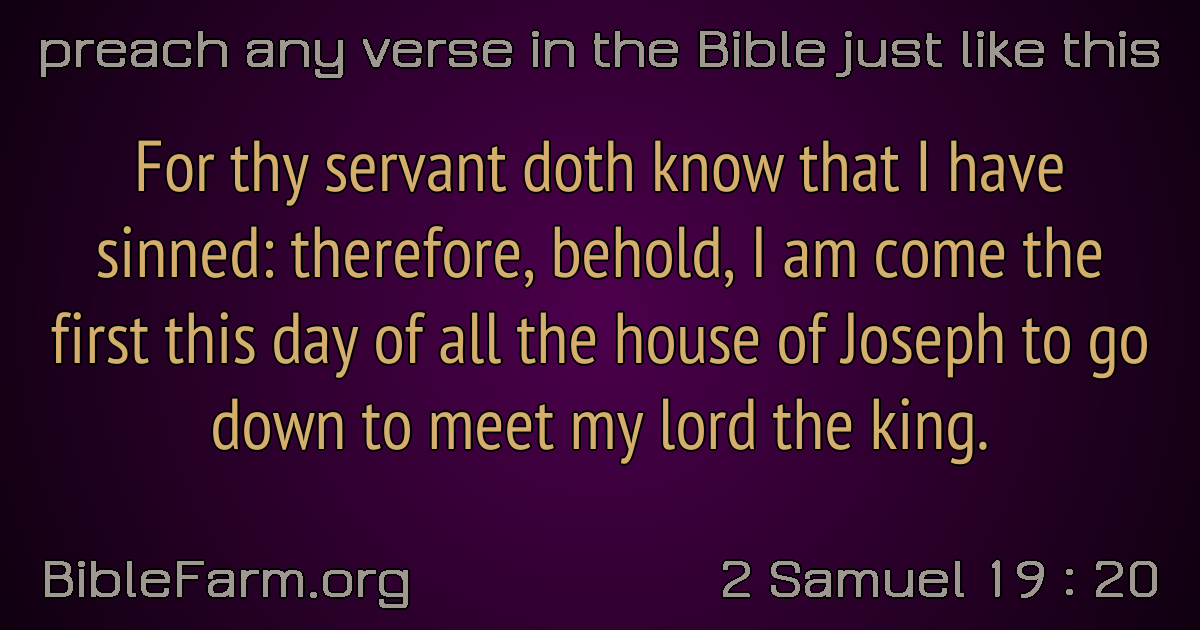 preach any verse in the Bible just like this
For thy servant doth know that I have
sinned: therefore, behold, I am come the
first this day of all the house of Joseph to go
down to meet my lord the king.
BibleFarm.org
2 Samuel 19 : 20